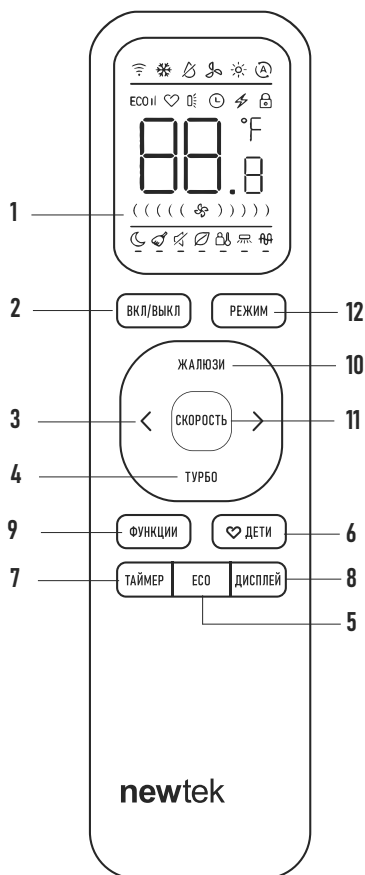 ECO
88.8 °F
1
2 ВКЛ/ВЫКЛ РЕЖИМ 12
ЖАЛЮЗИ 10
3 СКОРОСТЬ 11
4 ТУРБО
9 ФУНКЦИИ ДЕТИ 6
7 ТАЙМЕР ECO ДИСПЛЕЙ 8
5
newtek